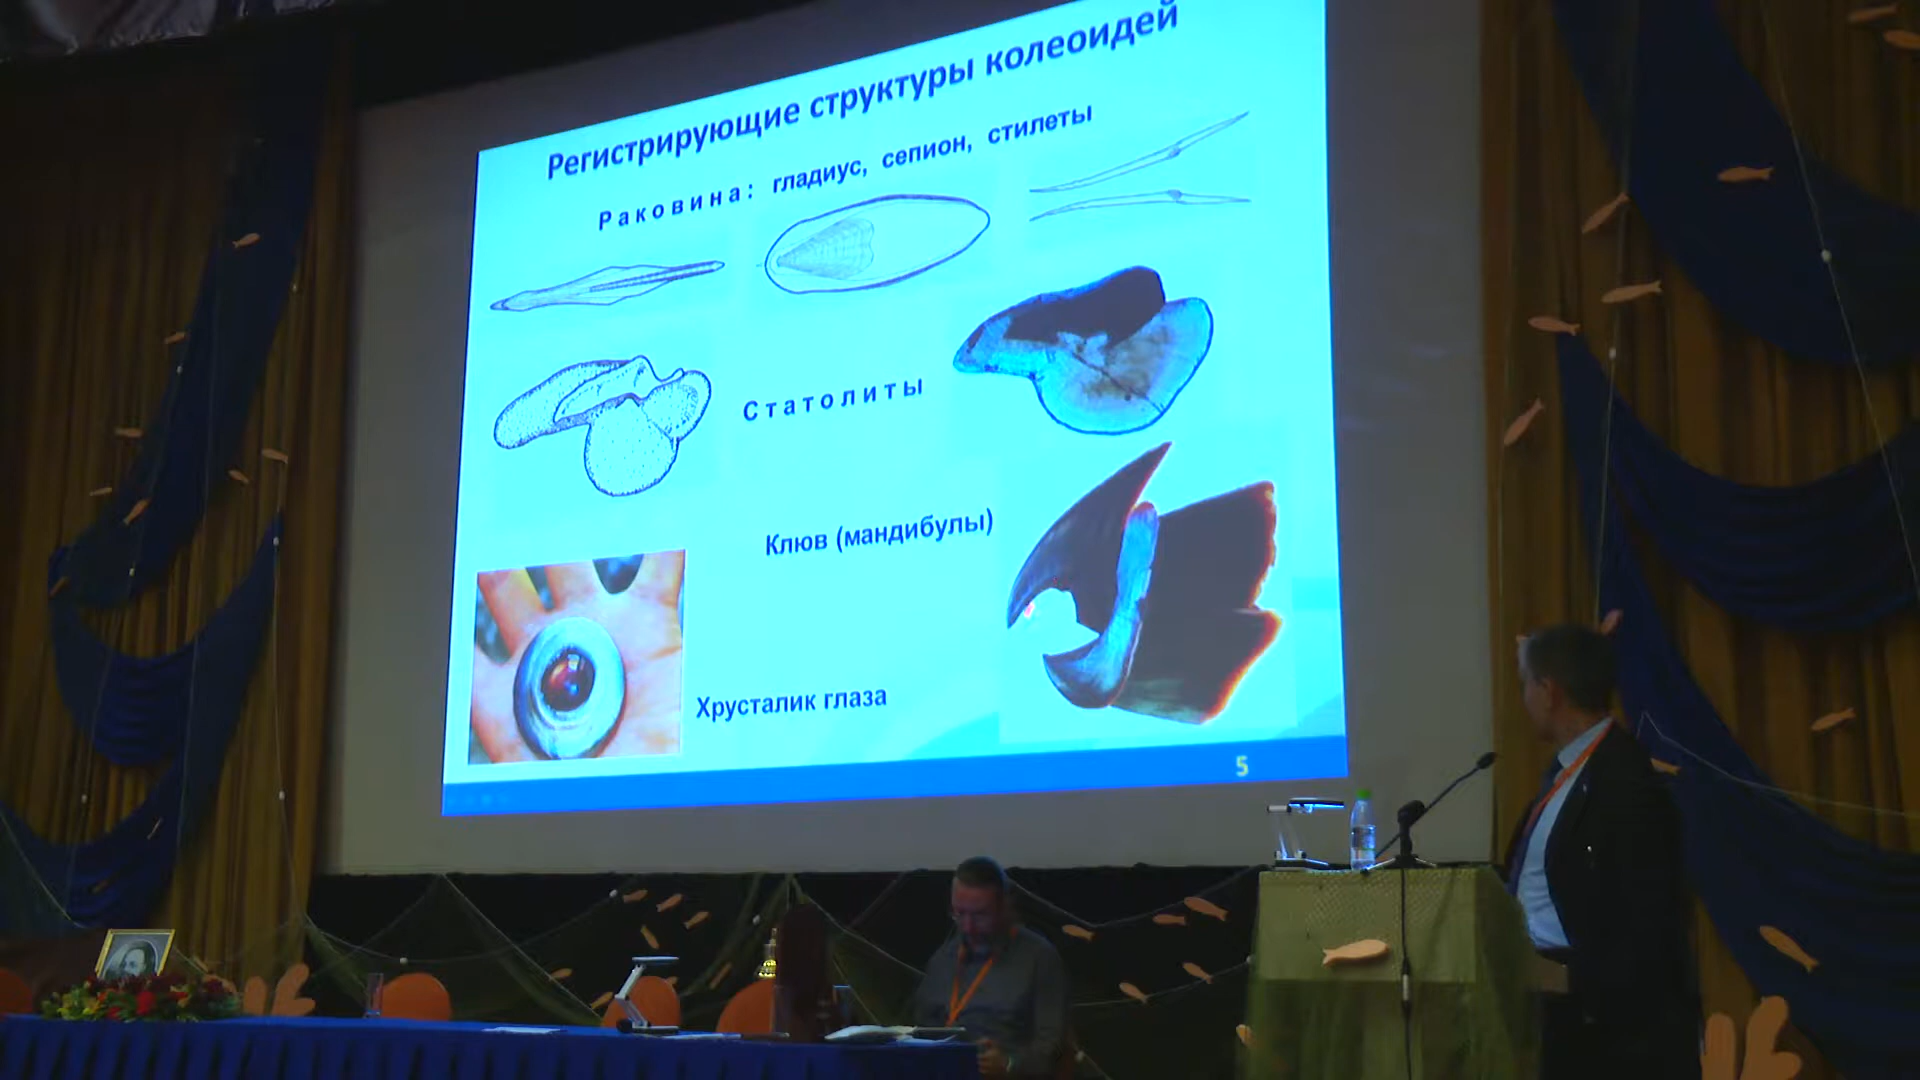 Регистрирующие структуры колеоидей
Раковина: гладиус, сепион, стилеты
Статолиты
Клюв (мандибулы)
Хрусталик глаза
5